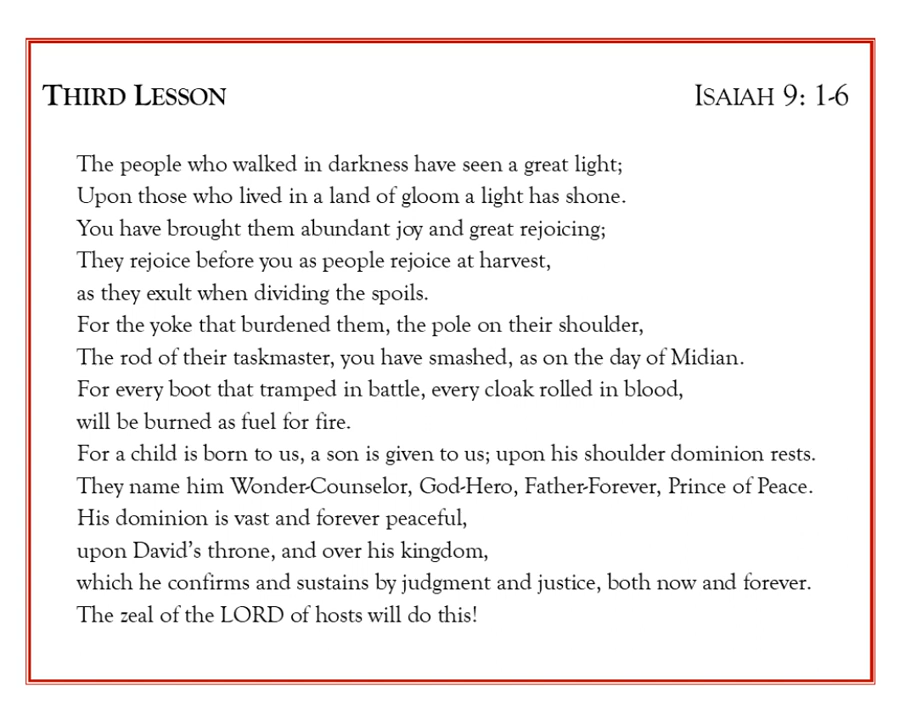 THIRD LESSON ISAIAH 9: 1-6
The people who walked in darkness have seen a great light;
Upon those who lived in a land of gloom a light has shone.
You have brought them abundant joy and great rejoicing;
They rejoice before you as people rejoice at harvest,
as they exult when dividing the spoils.
For the yoke that burdened them, the pole on their shoulder,
The rod of their taskmaster, you have smashed, as on the day of Midian.
For every boot that tramped in battle, every cloak rolled in blood,
will be burned as fuel for fire.
For a child is born to us, a son is given to us; upon his shoulder dominion rests.
They name him Wonder-Counselor, God-Hero, Father-Forever, Prince of Peace.
His dominion is vast and forever peaceful,
upon David's throne, and over his kingdom,
which he confirms and sustains by judgment and justice, both now and forever.
The zeal of the LORD of hosts will do this!